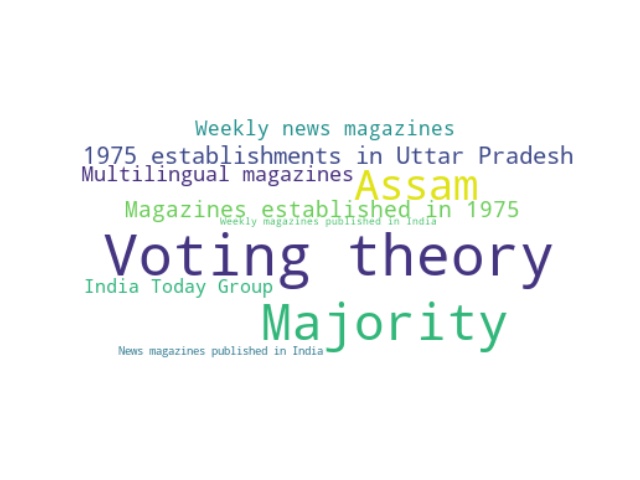 Weekly news magazines
1975 establishments in Uttar Pradesh
Multilingual magazines
Assam
Magazines established in 1975
Weekly magazines published in India
Voting theory
India Today Group
Majority
News magazines published in India